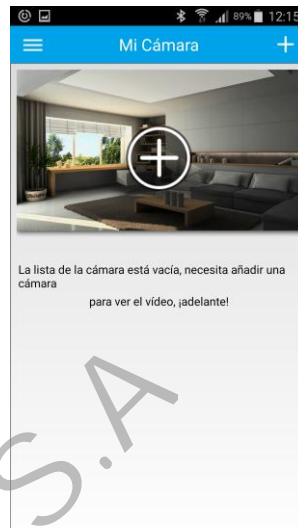 89% 12:15
Mi Cámara
La lista de la cámara está vacía, necesita añadir una
cámara
para ver el vídeo, ¡adelante!
S.A